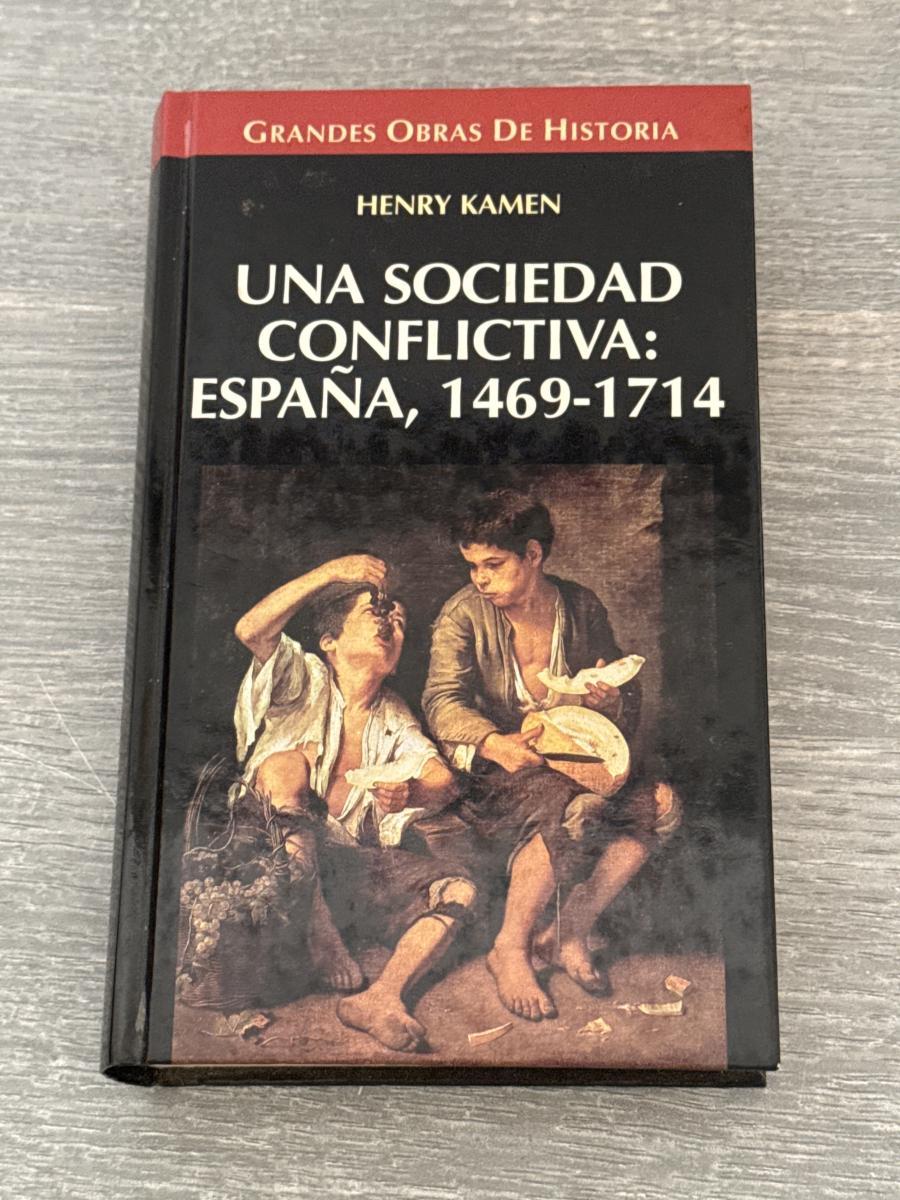 GRANDES OBRAS DE HISTORIA
HENRY KAMEN
UNA SOCIEDAD
CONFLICTIVA:
ESPAÑA, 1469-1714